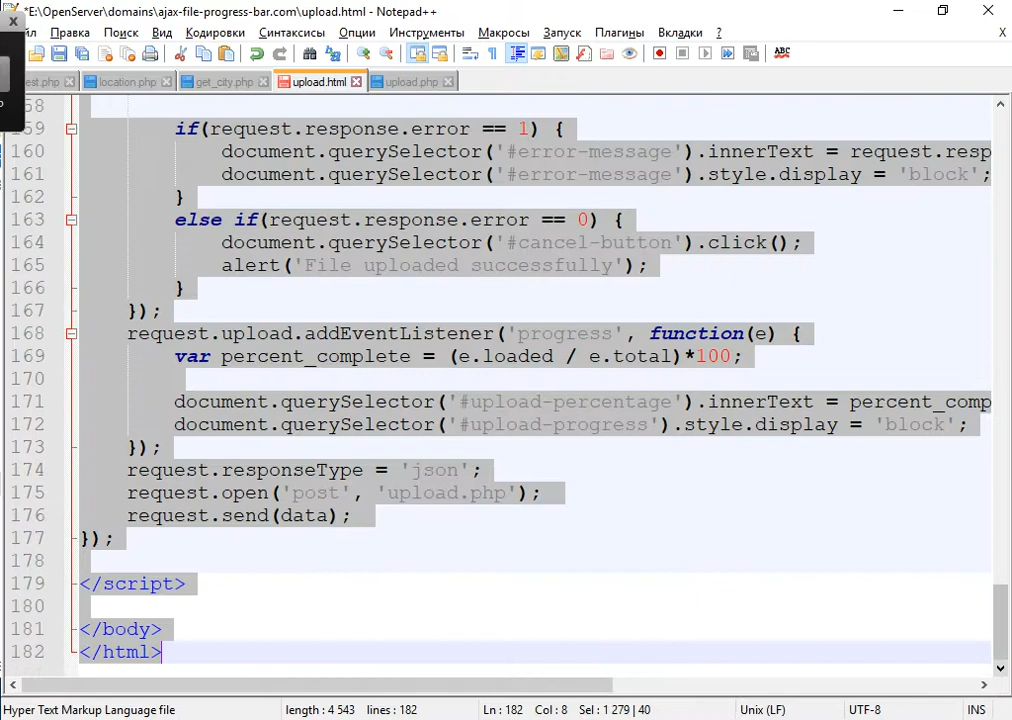 *E:\OpenServer\domains\ajax-file-progress-bar.com\upload.html - Notepad++
Правка Поиск Вид Кодировки Синтаксисы Опции Инструменты Макросы Запуск Плагины Вкладки ? X
ABC
est.php location.php get_city.php upload.html upload.php
158
159 if(request.response.error == 1) {
160 document.querySelector('#error-message').innerText = request.resp
161 document.querySelector('#error-message').style.display = 'block';
162 }
163 else if(request.response.error == 0) {
164 document.querySelector('#cancel-button').click();
165 alert('File uploaded successfully');
166 }
167 });
168 request.upload.addEventListener('progress', function(e) {
169 var percent_complete = (e.loaded / e.total)*100;
170
171 document.querySelector('#upload-percentage').innerText = percent_comp
172 document.querySelector('#upload-progress').style.display = 'block';
173 });
174 request.responseType = 'json';
175 request.open('post', 'upload.php');
176 request.send(data);
177 });
178
179 </script>
180
181 </body>
182 </html>
Hyper Text Markup Language file length : 4 543 lines : 182 Ln : 182 Col : 8 Sel : 1 279 | 40 Unix (LF) UTF-8 INS